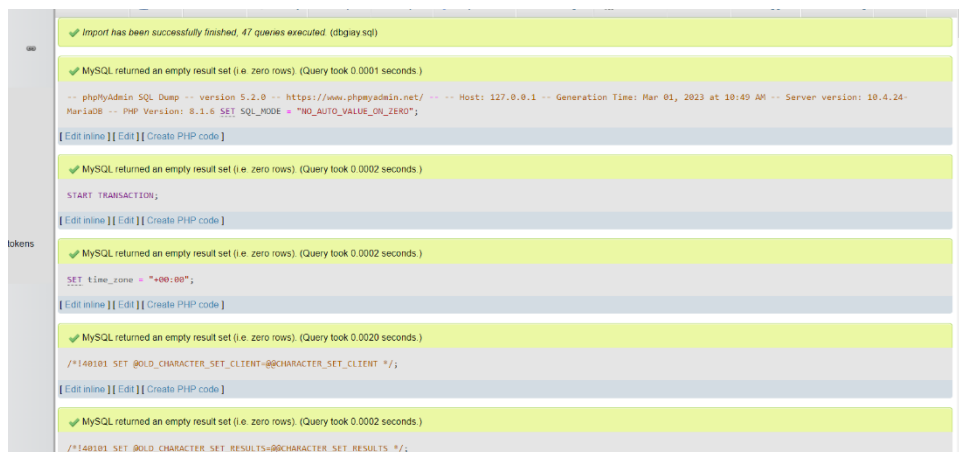 Import has been successfully finished, 47 queries executed. (dbgiay.sql)
MySQL returned an empty result set (i.e. zero rows). (Query took 0.0001 seconds.)
-- phpMyAdmin SQL Dump -- version 5.2.0 -- https://www.phpmyadmin.net/ -- -- Host: 127.0.0.1 -- Generation Time: Mar 01, 2023 at 10:49 AM -- Server version: 10.4.24-
MariaDB -- PHP Version: 8.1.6 SET SQL_MODE = "NO_AUTO_VALUE_ON_ZERO";
[ Edit inline ] [ Edit ] [ Create PHP code ]
MySQL returned an empty result set (i.e. zero rows). (Query took 0.0002 seconds.)
START TRANSACTION;
[ Edit inline ] [ Edit ] [ Create PHP code ]
tokens
MySQL returned an empty result set (i.e. zero rows). (Query took 0.0002 seconds.)
SET time_zone = "+00:00";
[ Edit inline ] [ Edit ] [ Create PHP code ]
MySQL returned an empty result set (i.e. zero rows). (Query took 0.0020 seconds.)
/*!40101 SET @OLD_CHARACTER_SET_CLIENT=@@CHARACTER_SET_CLIENT */;
[ Edit inline ] [ Edit ] [ Create PHP code ]
MySQL returned an empty result set (i.e. zero rows). (Query took 0.0002 seconds.)
/*!40101 SET @OLD_CHARACTER_SET_RESULTS=@@CHARACTER_SET_RESULTS */;